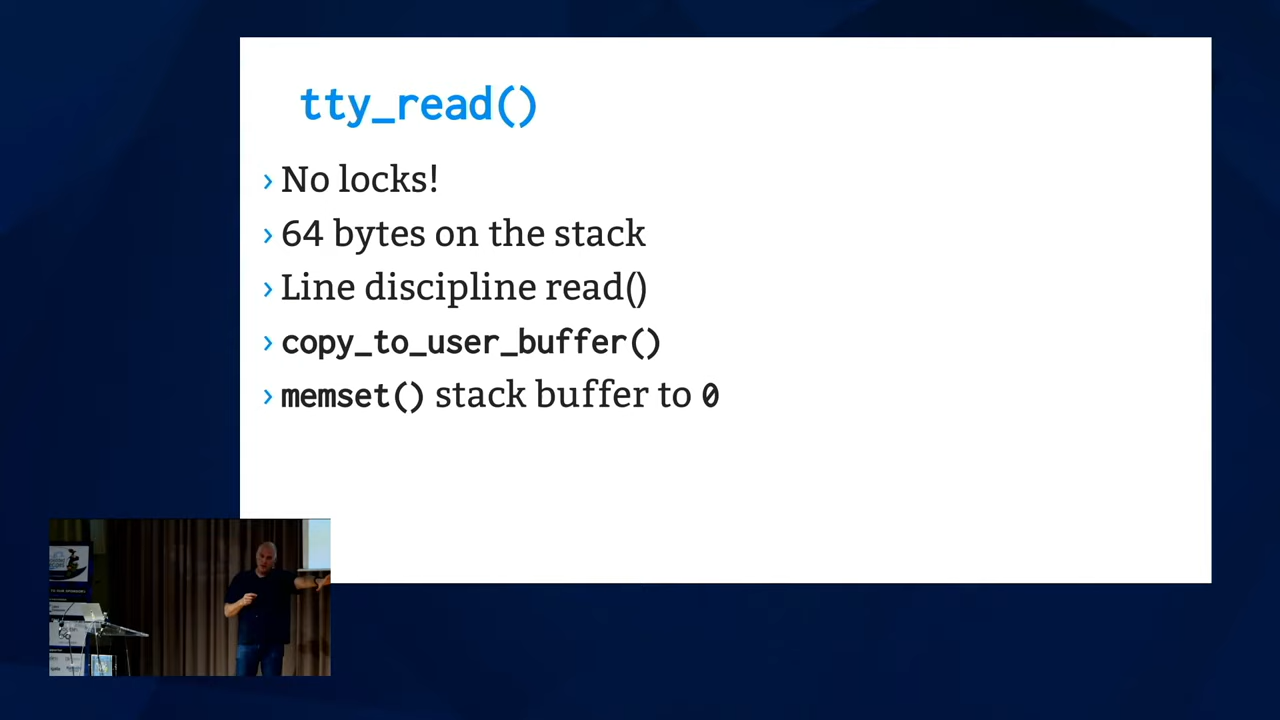 tty_read()
› No locks!
› 64 bytes on the stack
› Line discipline read()
› copy_to_user_buffer()
› memset() stack buffer to 0